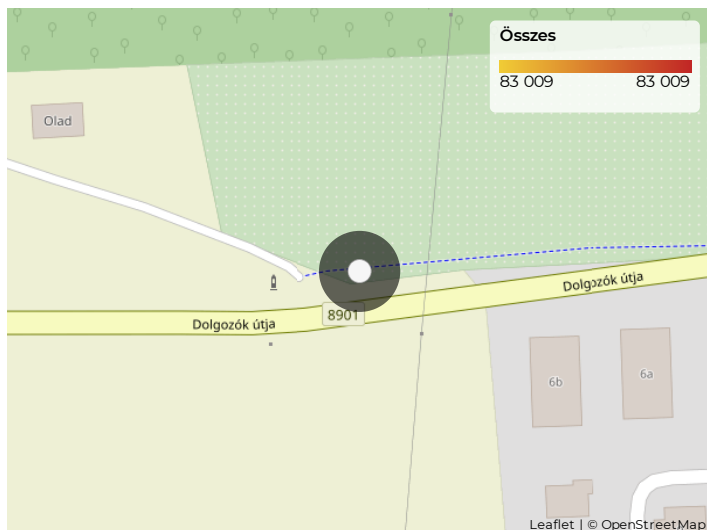 Összes
83 009 83 009
Olad
Dolgozók útja
8901
Dolgozók útja
6b
6a
Leaflet | © OpenStreetMap